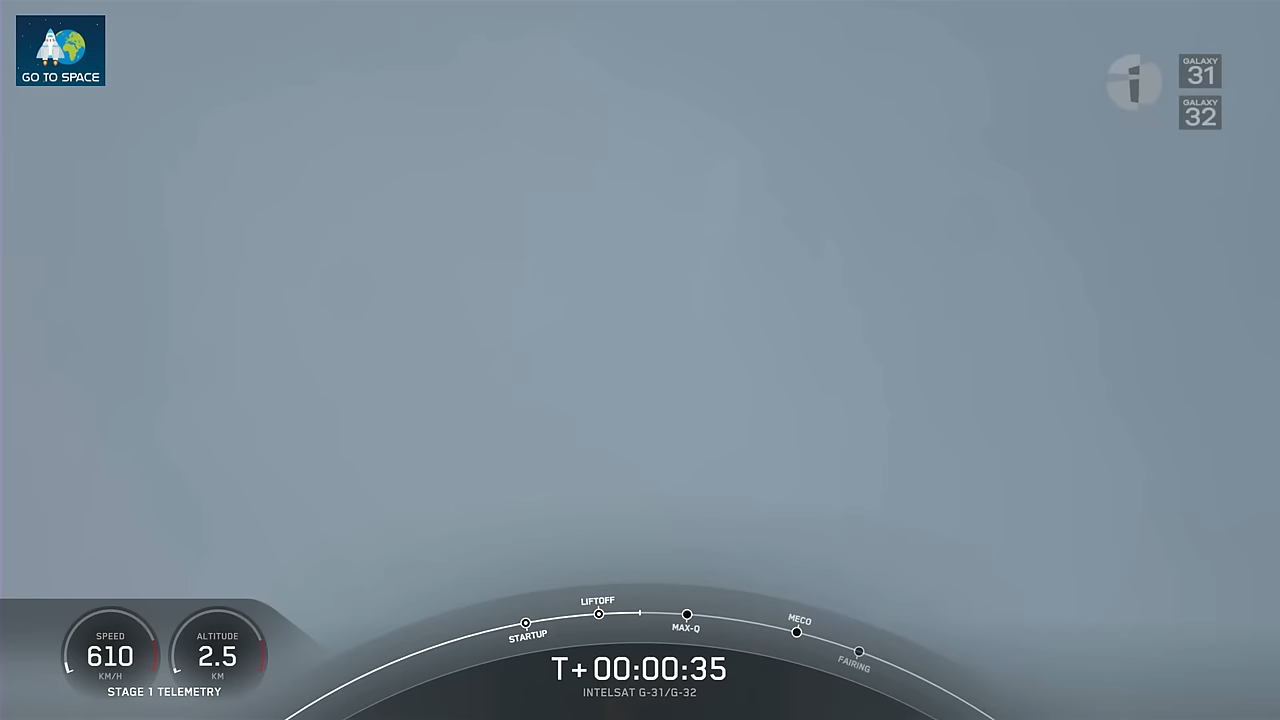 GO TO SPACE
GALAXY
31
GALAXY
32
LIFTOFF
STARTUP
MAX-Q
MECO
FAIRING
SPEED
610
KM/H
ALTITUDE
2.5
KM
STAGE 1 TELEMETRY
T+00:00:35
INTELSAT G-31/G-32